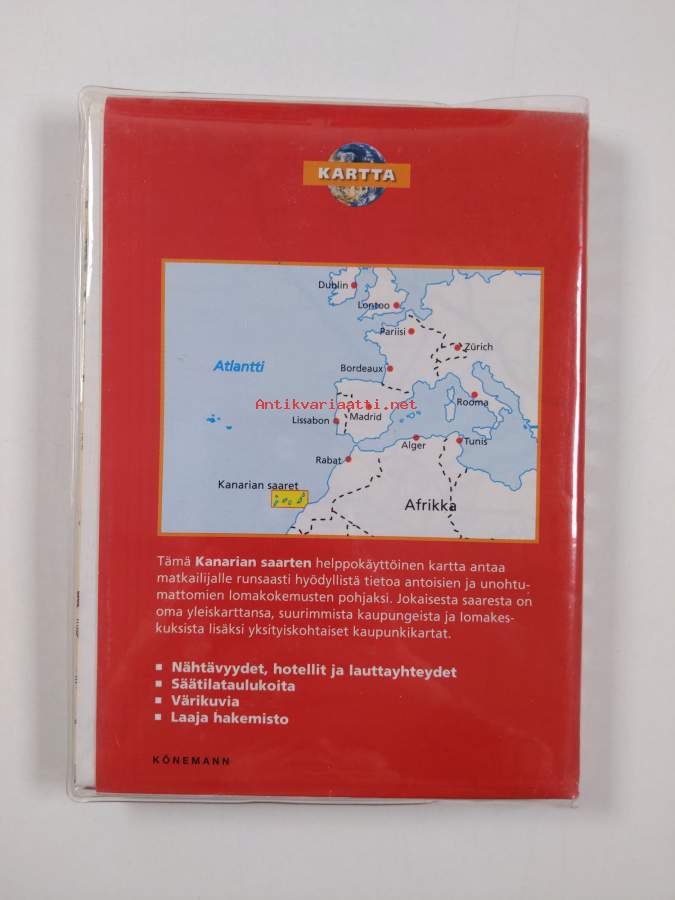 KARTTA
Dublin
Lontoo
Pariisi
Zürich
Atlantti
Bordeaux
Antikvariaatti.net
Rooma
Madrid
Lissabon
Alger
Tunis
Rabat
Kanarian saaret
Afrikka
Tämä Kanarian saarten helppokäyttöinen kartta antaa
matkailijalle runsaasti hyödyllistä tietoa antoisien ja unohtu-
mattomien lomakokemusten pohjaksi. Jokaisesta saaresta on
oma yleiskarttansa, suurimmista kaupungeista ja lomakes-
kuksista lisäksi yksityiskohtaiset kaupunkikartat.
▪ Nähtävyydet, hotellit ja lauttayhteydet
▪ Säätilataulukoita
▪ Värikuvia
▪ Laaja hakemisto
KÖNEMANN